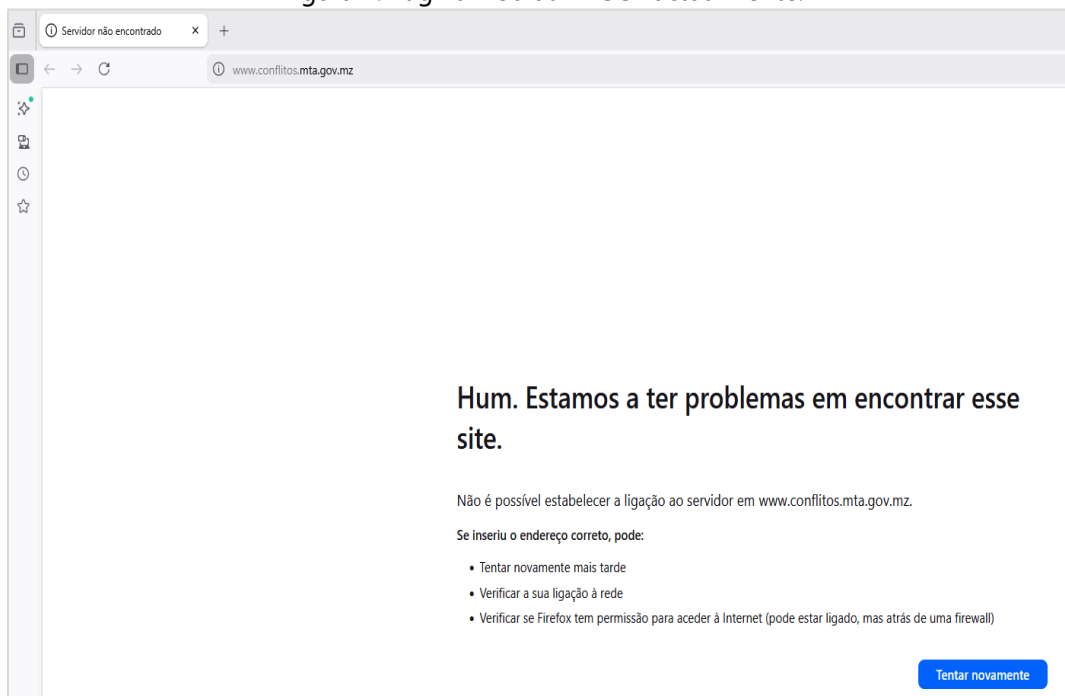 Servidor não encontrado
www.conflitos.mta.gov.mz
Hum. Estamos a ter problemas em encontrar esse
site.
Não é possível estabelecer a ligação ao servidor em www.conflitos.mta.gov.mz.
Se inseriu o endereço correto, pode:
• Tentar novamente mais tarde
• Verificar a sua ligação à rede
• Verificar se Firefox tem permissão para aceder à Internet (pode estar ligado, mas atrás de uma firewall)
Tentar novamente